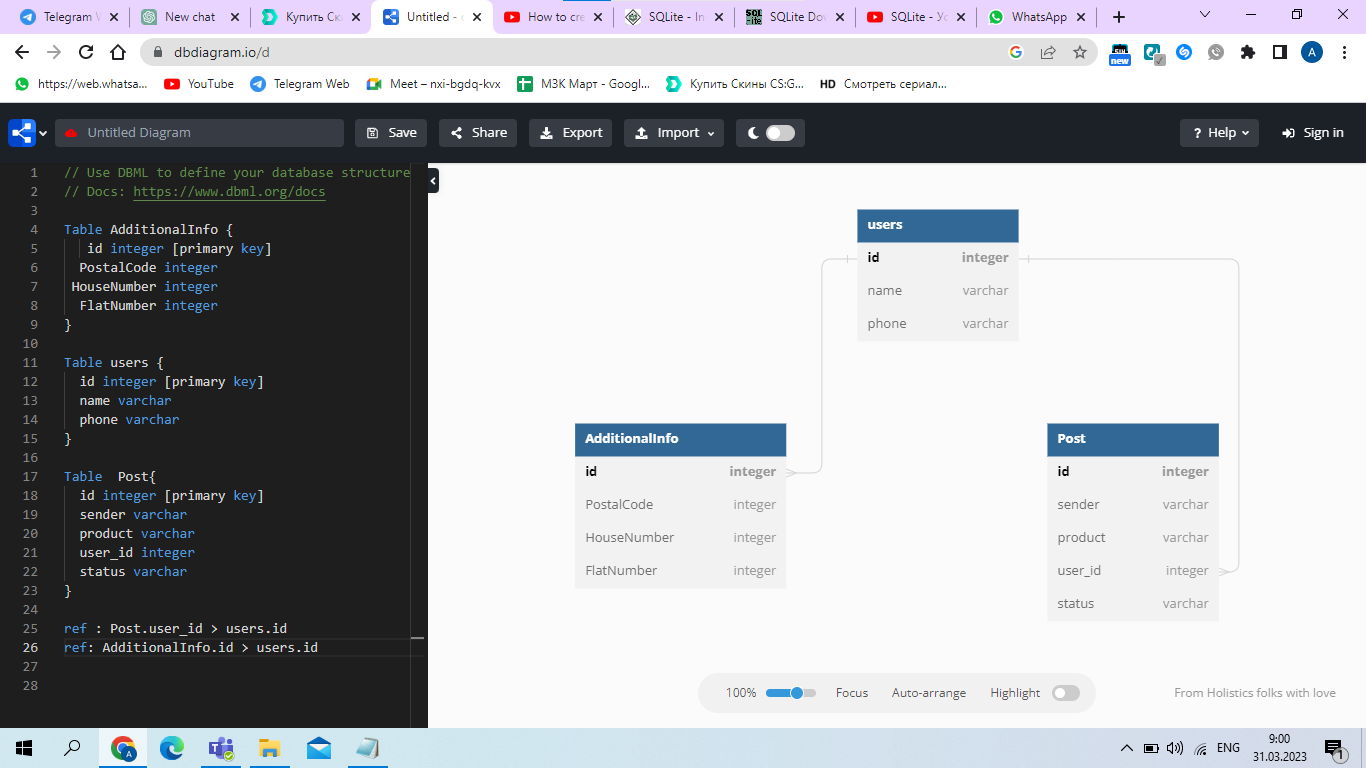 Telegram W
New chat
Купить Ски
Untitled -
How to cre
SQLite - In
SQLite Dov
SQLite - Ус
WhatsApp
dbdiagram.io/d
new
A
https://web.whatsa...
YouTube
Telegram Web
Meet – nxi-bgdq-kvx
МЗК Март - Googl...
Купить Скины CS:G...
HD Смотреть сериал...
Untitled Diagram
Save
Share
Export
Import
? Help
Sign in
1 // Use DBML to define your database structure
2 // Docs: https://www.dbml.org/docs
3
4 Table AdditionalInfo {
5 id integer [primary key]
6 PostalCode integer
7 HouseNumber integer
8 FlatNumber integer
9 }
10
11 Table users {
12 id integer [primary key]
13 name varchar
14 phone varchar
15 }
16
17 Table  Post{
18 id integer [primary key]
19 sender varchar
20 product varchar
21 user_id integer
22 status varchar
23 }
24
25 ref : Post.user_id > users.id
26 ref: AdditionalInfo.id > users.id
27
28
users
id integer
name varchar
phone varchar
AdditionalInfo
id integer
PostalCode integer
HouseNumber integer
FlatNumber integer
Post
id integer
sender varchar
product varchar
user_id integer
status varchar
100%
Focus
Auto-arrange
Highlight
From Holistics folks with love
ENG
9:00
31.03.2023
1